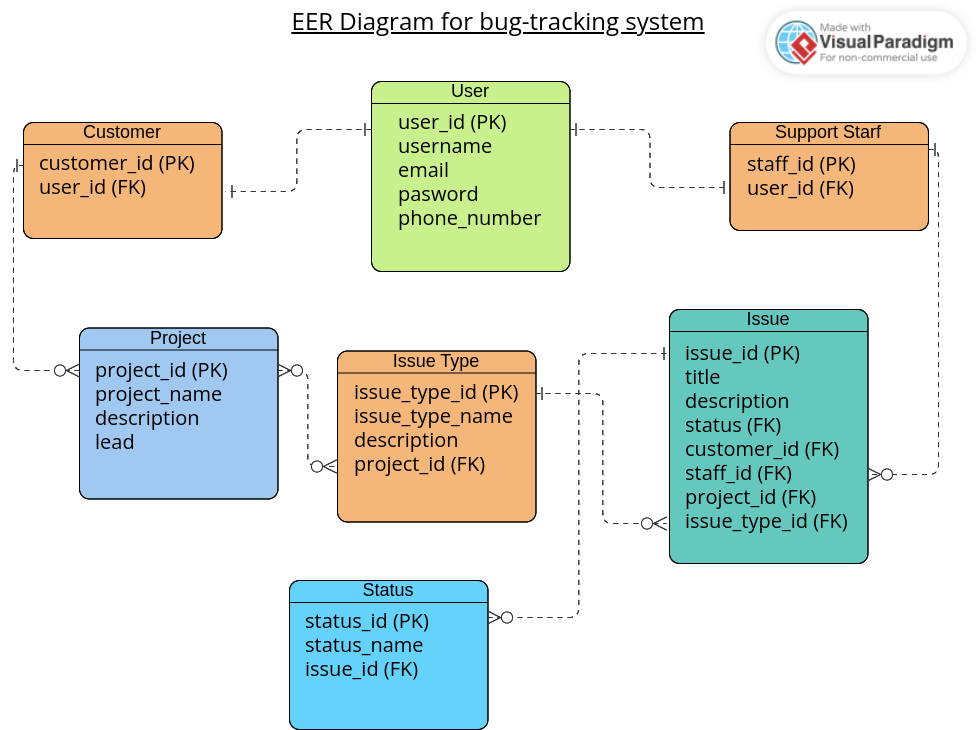 EER Diagram for bug-tracking system
Made with
VisualParadigm
For non-commercial use
User
user_id (PK)
username
email
pasword
phone_number
Customer
customer_id (PK)
user_id (FK)
Support Starf
staff_id (PK)
user_id (FK)
Project
project_id (PK)
project_name
description
lead
Issue Type
issue_type_id (PK)
issue_type_name
description
project_id (FK)
Issue
issue_id (PK)
title
description
status (FK)
customer_id (FK)
staff_id (FK)
project_id (FK)
issue_type_id (FK)
Status
status_id (PK)
status_name
issue_id (FK)